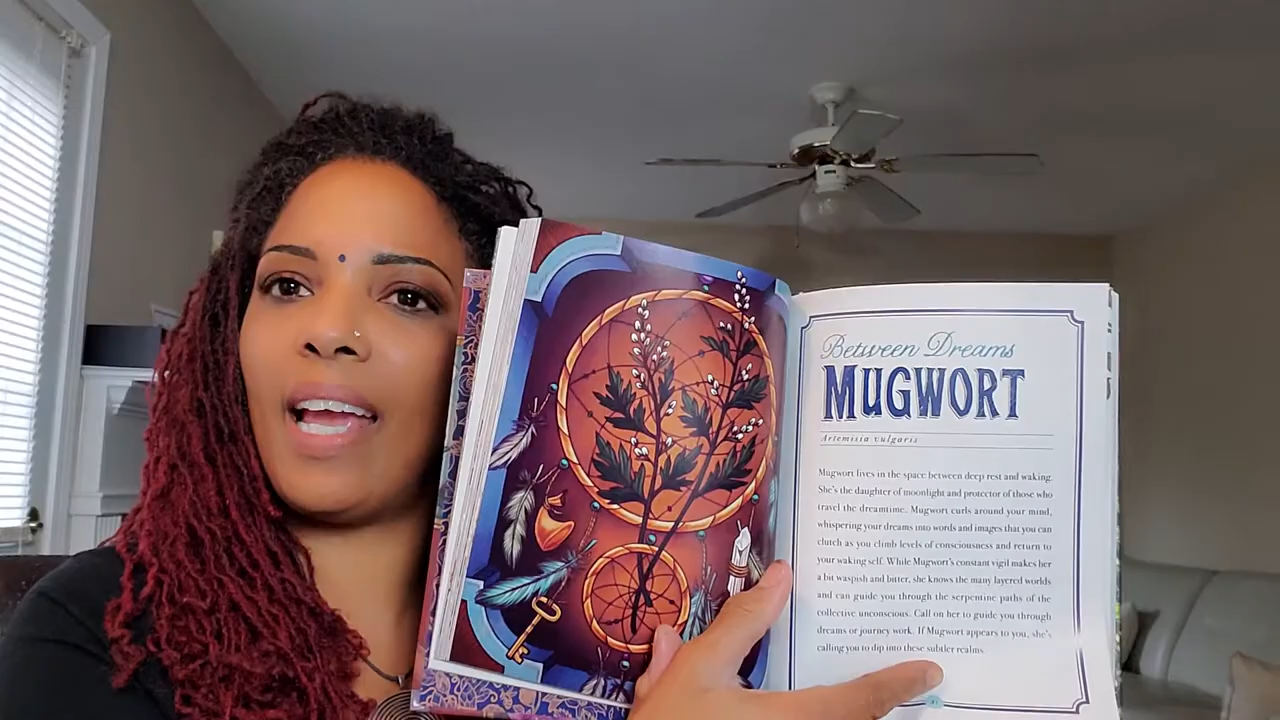 Between Dreams
MUGWORT
Artemisia vulgaris
Mugwort lives in the space between deep rest and waking.
She's the daughter of moonlight and protector of those who
travel the dreamtime. Mugwort curls around your mind,
whispering your dreams into words and images that you can
clutch as you climb levels of consciousness and return to
your waking self. While Mugwort's constant vigil makes her
a bit waspish and bitter, she knows the many layered worlds
and can guide you through the serpentine paths of the
collective unconscious. Call on her to guide you through
dreams or journey work. If Mugwort appears to you, she's
calling you to dip into these subtler realms.